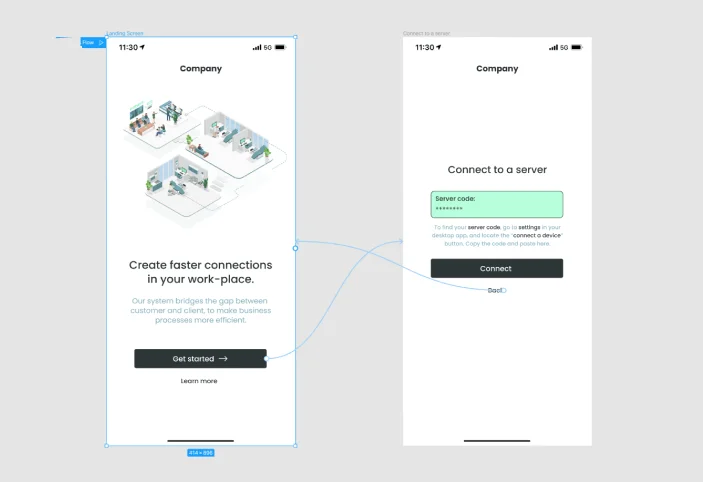 Landing Screen
Flow
11:30
5G
Company
Create faster connections
in your work-place.
Our system bridges the gap between
customer and client, to make business
processes more efficient.
Get started
Learn more
Connect to a server
11:30
5G
Company
Connect to a server
Server code:
********
To find your server code, go to settings in your
desktop app, and locate the "connect a device"
button. Copy the code and paste here.
Connect
Back